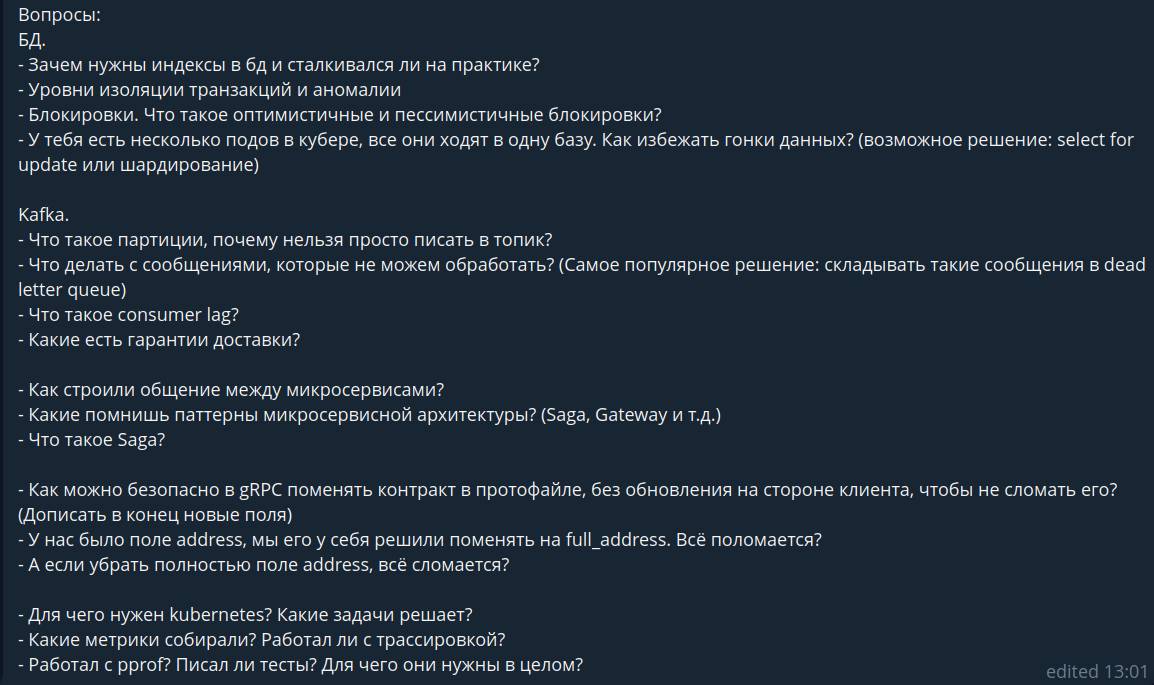 Вопросы:
БД.
- Зачем нужны индексы в бд и сталкивался ли на практике?
- Уровни изоляции транзакций и аномалии
- Блокировки. Что такое оптимистичные и пессимистичные блокировки?
- У тебя есть несколько подов в кубере, все они ходят в одну базу. Как избежать гонки данных? (возможное решение: select for
update или шардирование)
Kafka.
- Что такое партиции, почему нельзя просто писать в топик?
- Что делать с сообщениями, которые не можем обработать? (Самое популярное решение: складывать такие сообщения в dead
letter queue)
- Что такое consumer lag?
- Какие есть гарантии доставки?
- Как строили общение между микросервисами?
- Какие помнишь паттерны микросервисной архитектуры? (Saga, Gateway и т.д.)
- Что такое Saga?
- Как можно безопасно в gRPC поменять контракт в протофайле, без обновления на стороне клиента, чтобы не сломать его?
(Дописать в конец новые поля)
- У нас было поле address, мы его у себя решили поменять на full_address. Всё поломается?
- А если убрать полностью поле address, всё сломается?
- Для чего нужен kubernetes? Какие задачи решает?
- Какие метрики собирали? Работал ли с трассировкой?
- Работал с pprof? Писал ли тесты? Для чего они нужны в целом?
edited 13:01